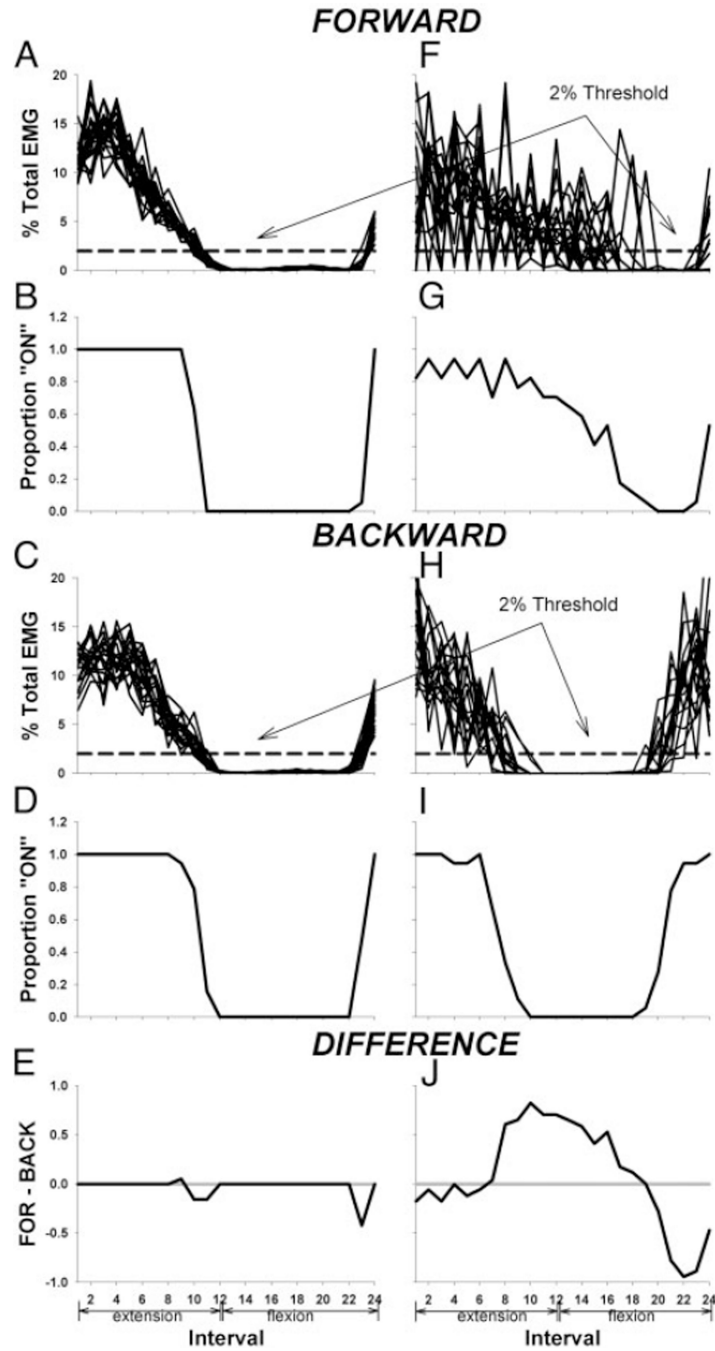 FORWARD
A
F
20
15
10
5
0
% Total EMG
2% Threshold
B
G
1.2
1.0
0.8
0.6
0.4
0.2
0.0
Proportion "ON"
BACKWARD
C
H
20
15
10
5
0
% Total EMG
2% Threshold
D
I
1.2
1.0
0.8
0.6
0.4
0.2
0.0
Proportion "ON"
DIFFERENCE
E
J
1.0
0.5
0.0
-0.5
-1.0
FOR - BACK
2 4 6 8 10 12 14 16 18 20 22 24
2 4 6 8 10 12 14 16 18 20 22 24
extension flexion
extension flexion
Interval
Interval